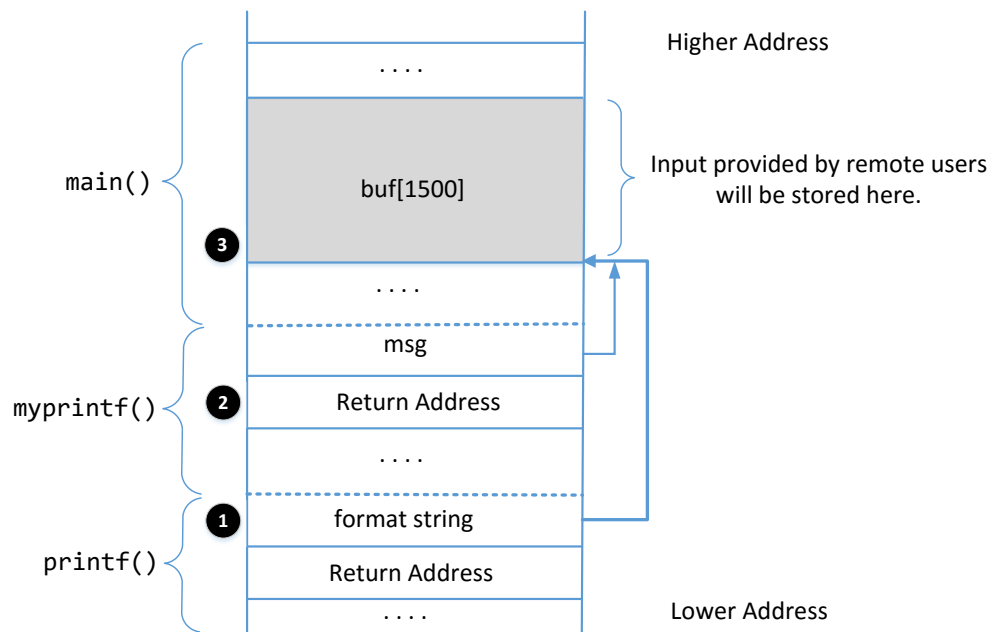 Higher Address
. . . .
main()
buf[1500]
Input provided by remote users
will be stored here.
3
. . . .
msg
myprintf()
2
Return Address
. . . .
1
format string
printf()
Return Address
. . . .
Lower Address